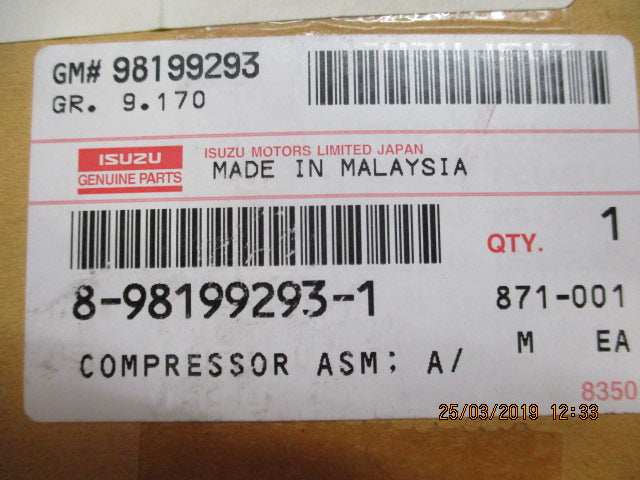 GM# 98199293
GR. 9.170
ISUZU
GENUINE PARTS
ISUZU MOTORS LIMITED JAPAN
MADE IN MALAYSIA
QTY. 1
8-98199293-1
871-001
M EA
COMPRESSOR ASM; A/
8350
25/03/2019 12:33